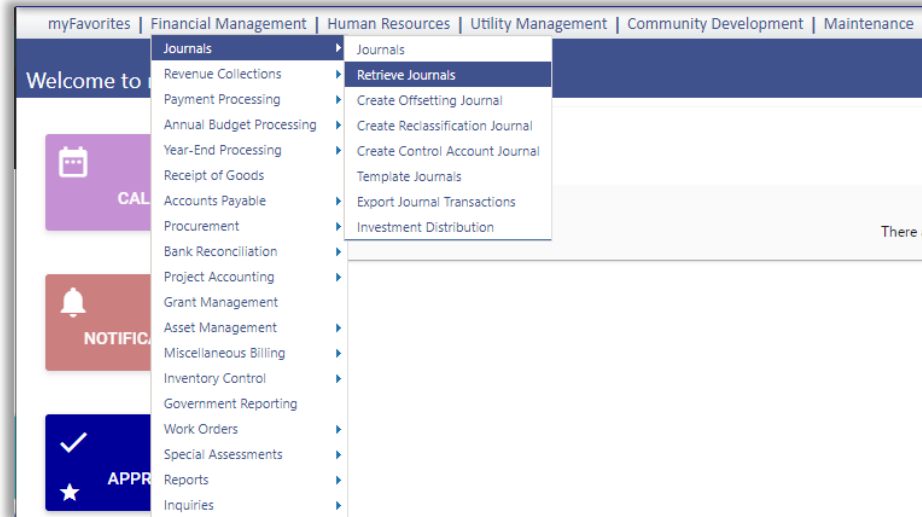 myFavorites | Financial Management | Human Resources | Utility Management | Community Development | Maintenance
Welcome to
Journals
Revenue Collections
Payment Processing
Annual Budget Processing
Year-End Processing
Receipt of Goods
Accounts Payable
Procurement
Bank Reconciliation
Project Accounting
Grant Management
Asset Management
Miscellaneous Billing
Inventory Control
Government Reporting
Work Orders
Special Assessments
Reports
Inquiries
Journals
Retrieve Journals
Create Offsetting Journal
Create Reclassification Journal
Create Control Account Journal
Template Journals
Export Journal Transactions
Investment Distribution
CAL
NOTIFIC
APPR
There